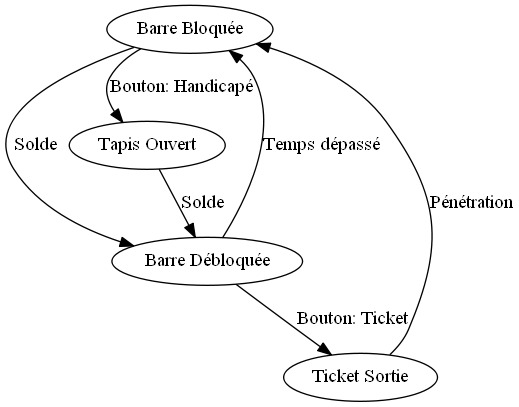 Barre Bloquée
Bouton: Handicapé
Solde
Tapis Ouvert
Temps dépassé
Solde
Pénétration
Barre Débloquée
Bouton: Ticket
Ticket Sortie